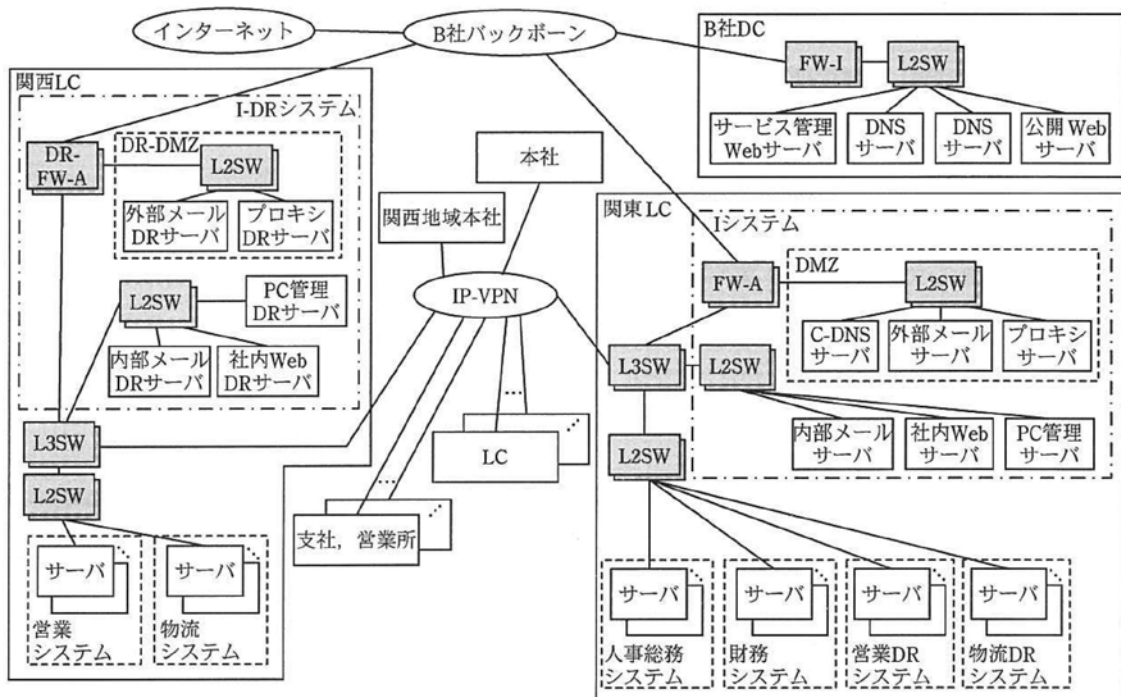 インターネット
B社バックボーン
B社DC
FW-I
L2SW
サービス管理
Webサーバ
DNS
サーバ
DNS
サーバ
公開Web
サーバ
関西LC
I-DRシステム
DR-
FW-A
DR-DMZ
L2SW
外部メール
DRサーバ
プロキシ
DRサーバ
L2SW
PC管理
DRサーバ
内部メール
DRサーバ
社内Web
DRサーバ
L3SW
L2SW
サーバ
サーバ
営業
システム
物流
システム
本社
関西地域本社
IP-VPN
LC
支社,営業所
関東LC
Iシステム
FW-A
DMZ
L2SW
C-DNS
サーバ
外部メール
サーバ
プロキシ
サーバ
L3SW
L2SW
内部メール
サーバ
社内Web
サーバ
PC管理
サーバ
L2SW
サーバ
サーバ
サーバ
サーバ
人事総務
システム
財務
システム
営業DR
システム
物流DR
システム